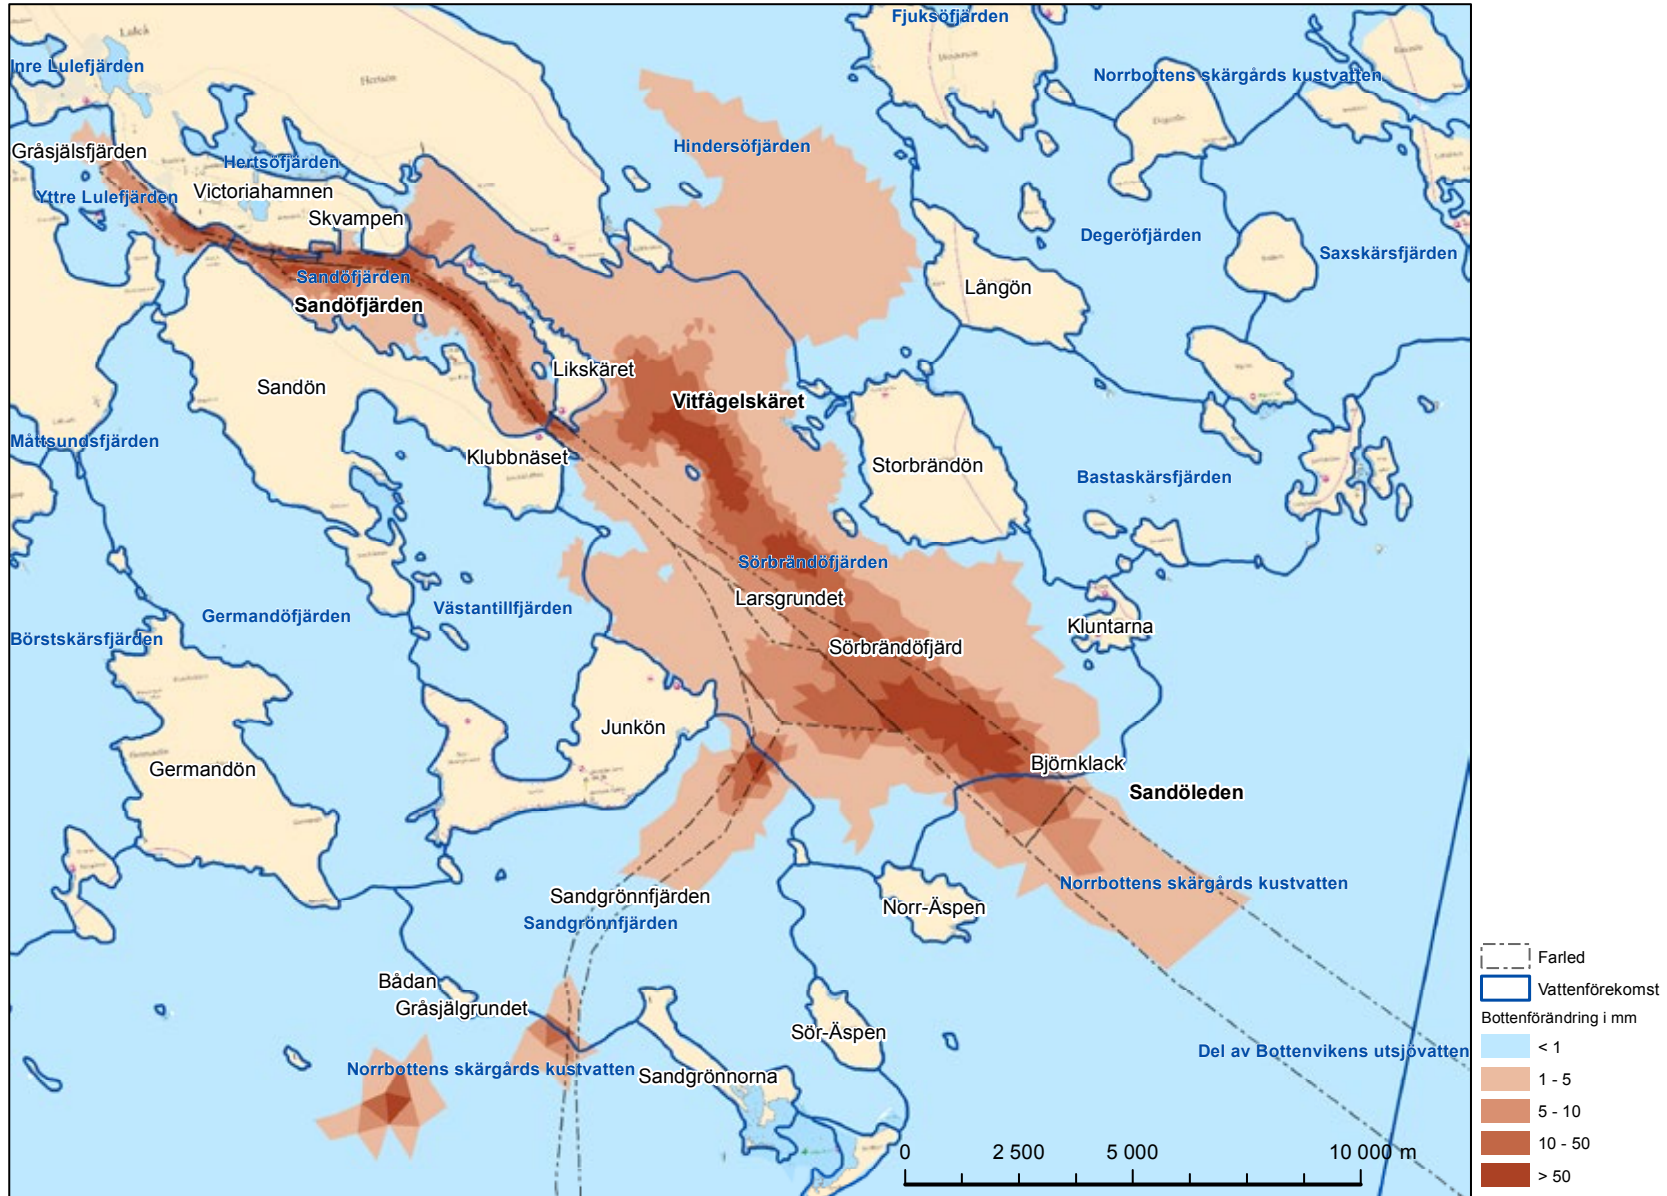 Fjuksöfjärden
Luleå
Inre Lulefjärden
Hertsön
Norrbottens skärgårds kustvatten
Hindersöfjärden
Gråsjälsfjärden
Hertsöfjärden
Yttre Lulefjärden
Victoriahamnen
Skvampen
Degeröfjärden
Saxskärsfjärden
Sandöfjärden
Sandöfjärden
Långön
Likskäret
Sandön
Vitfågelskäret
Måttsundsfjärden
Klubbnäset
Storbrändön
Bastaskärsfjärden
Sörbrändöfjärden
Larsgrundet
Germandöfjärden
Västantillfjärden
Kluntarna
Börstskärsfjärden
Sörbrändöfjärd
Junkön
Germandön
Björnklack
Sandöleden
Norrbottens skärgårds kustvatten
Sandgrönnfjärden
Norr-Äspen
Sandgrönnfjärden
Bådan
Gråsjälgrundet
Sör-Äspen
Del av Bottenvikens utsjövatten
Norrbottens skärgårds kustvatten
Sandgrönnorna
0 2 500 5 000 10 000 m
Farled
Vattenförekomst
Bottenförändring i mm
< 1
1 - 5
5 - 10
10 - 50
> 50